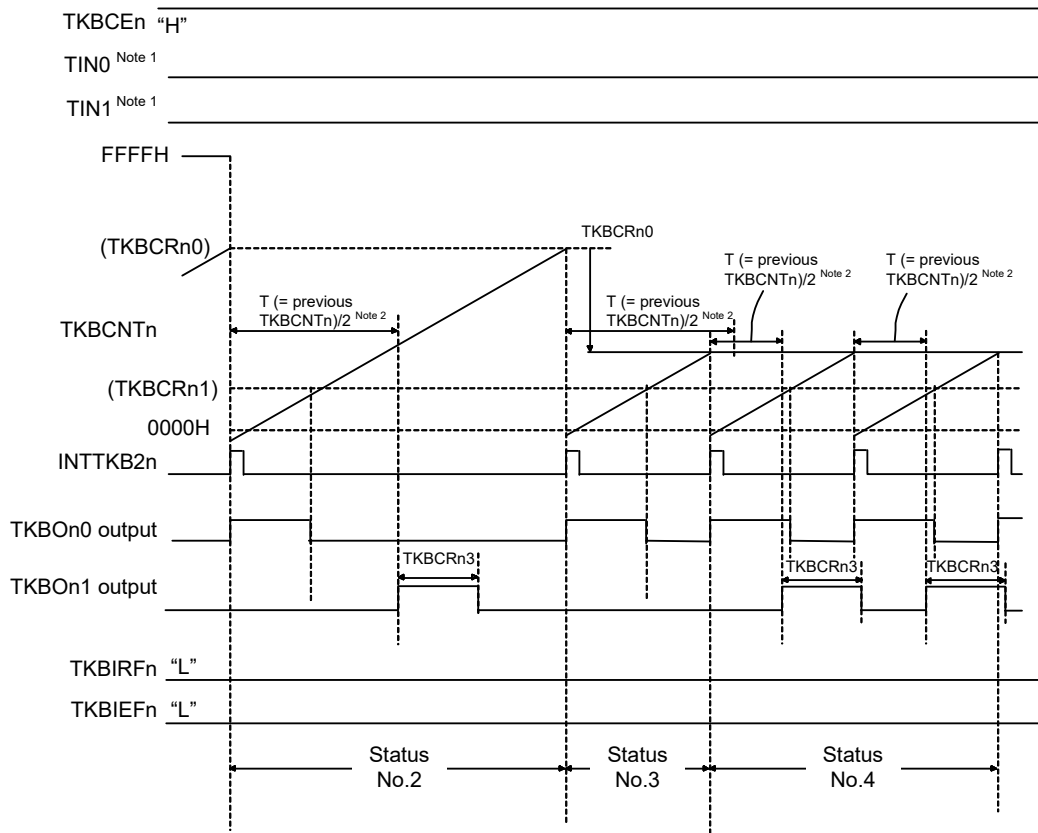 TKBCEn “H”
TIN0 Note 1
TIN1 Note 1
FFFFH
(TKBCRn0)
TKBCRn0
T (= previous
TKBCNTn)/2 Note 2
T (= previous
TKBCNTn)/2 Note 2
T (= previous
TKBCNTn)/2 Note 2
T (= previous
TKBCNTn)/2 Note 2
TKBCNTn
(TKBCRn1)
0000H
INTTKB2n
TKBOn0 output
TKBCRn3
TKBCRn3
TKBCRn3
TKBOn1 output
TKBIRFn “L”
TKBIEFn “L”
Status
No.2
Status
No.3
Status
No.4